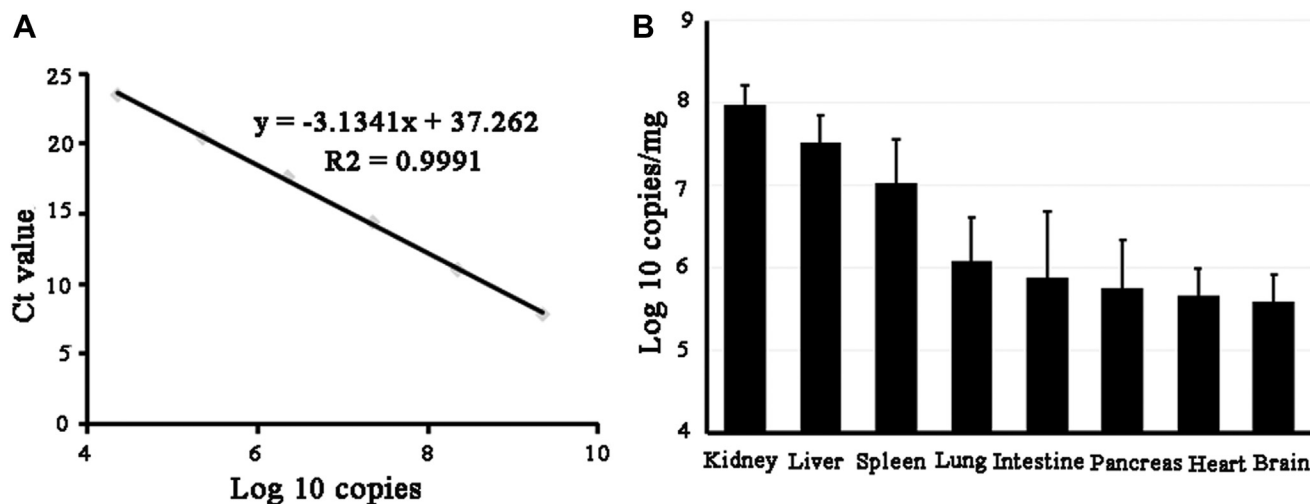 A
Ct value
25
20
15
10
5
0
y = -3.1341x + 37.262
R2 = 0.9991
4 6 8 10
Log 10 copies
B
Log 10 copies/mg
9
8
7
6
5
4
Kidney Liver Spleen Lung Intestine Pancreas Heart Brain